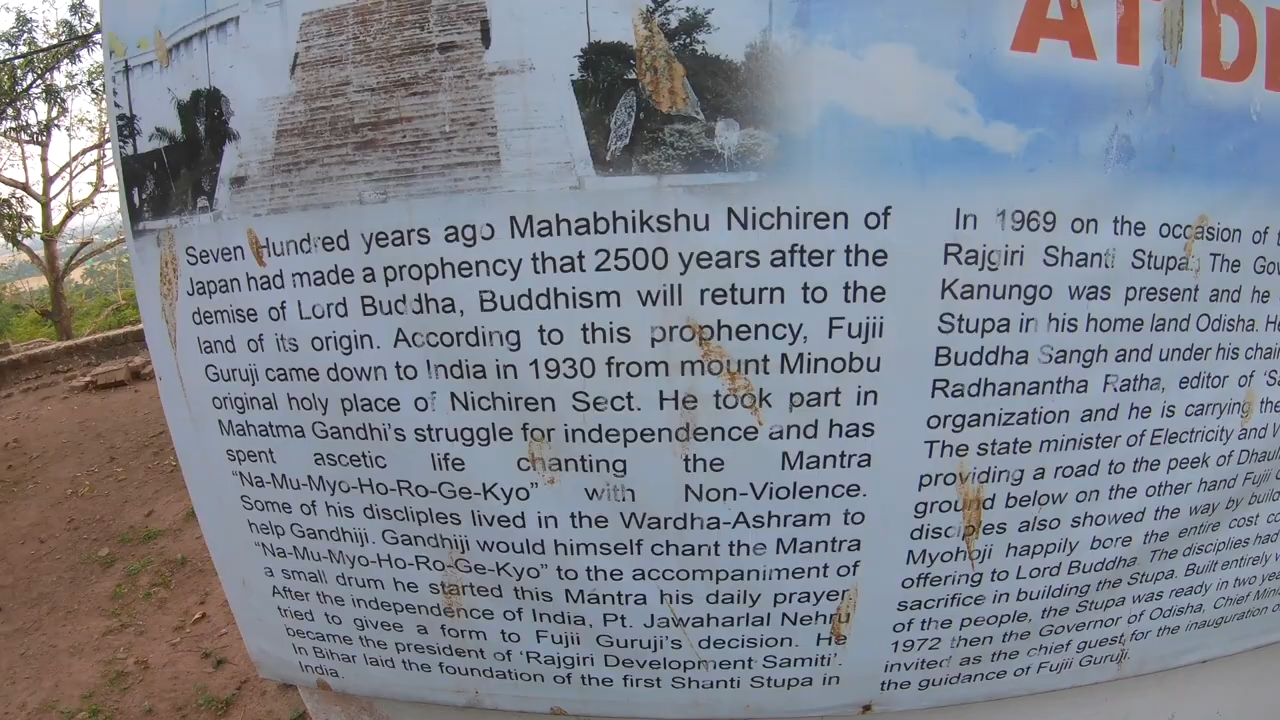 AT DE
Seven Hundred years ago Mahabhikshu Nichiren of
Japan had made a prophency that 2500 years after the
demise of Lord Buddha, Buddhism will return to the
land of its origin. According to this prophency, Fujii
Guruji came down to India in 1930 from mount Minobu
original holy place of Nichiren Sect. He took part in
Mahatma Gandhi's struggle for independence and has
spent ascetic life chanting the Mantra
"Na-Mu-Myo-Ho-Ro-Ge-Kyo" with Non-Violence.
Some of his discliples lived in the Wardha-Ashram to
help Gandhiji. Gandhiji would himself chant the Mantra
"Na-Mu-Myo-Ho-Ro-Ge-Kyo" to the accompaniment of
a small drum he started this Mantra his daily prayer
After the independence of India, Pt. Jawaharlal Nehru
tried to givee a form to Fujii Guruji's decision. He
became the president of 'Rajgiri Development Samiti'.
In Bihar laid the foundation of the first Shanti Stupa in
India.
In 1969 on the occasion of
Rajgiri Shanti Stupa. The
Kanungo was present and he
Stupa in his home land Odisha.
Buddha Sangh and under his
Radhanantha Ratha, editor of
organization and he is carrying the
The state minister of Electricity and
providing a road to the peek of
ground below on the other hand Fujii
disciples also showed the way by
Myohoji happily bore the entire cost
offering to Lord Buddha. The disciples had
sacrifice in building the Stupa. Built entirely
of the people, the Stupa was ready in two
1972 then the Governor of Odisha, Chief
invited as the chief guest for the inauguration
the guidance of Fujii Guruji.